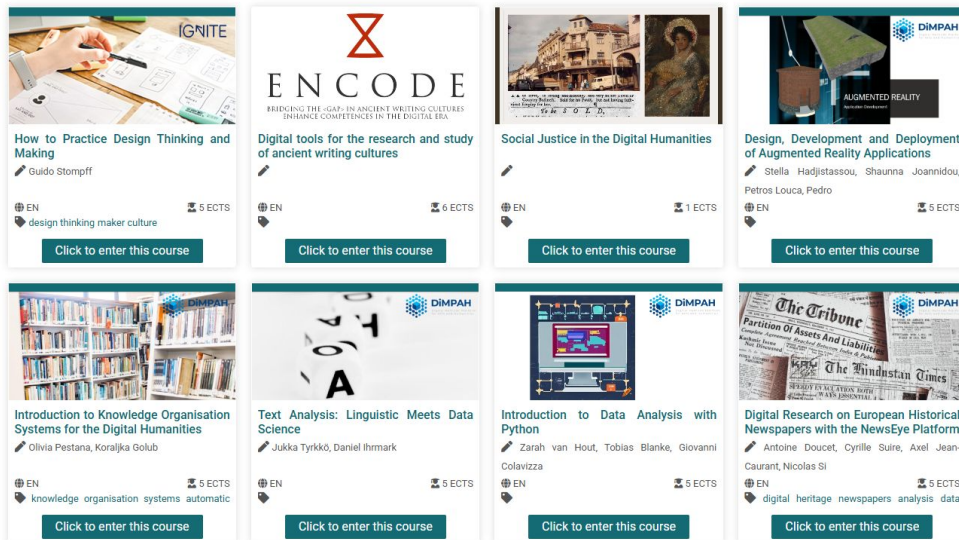 IGNITE
How to Practice Design Thinking and
Making
Guido Stompff
EN
5 ECTS
design thinking maker culture
Click to enter this course
ENCODE
BRIDGING THE <GAP> IN ANCIENT WRITING CULTURES
ENHANCE COMPETENCES IN THE DIGITAL ERA
Digital tools for the research and study
of ancient writing cultures
EN
6 ECTS
Click to enter this course
To be SOLD,
Social Justice in the Digital Humanities
EN
1 ECTS
Click to enter this course
DiMPAH
AUGMENTED REALITY
Application Development
Design, Development and Deployment
of Augmented Reality Applications
Stella Hadjistassou, Shaunna Joannidou,
Petros Louca, Pedro
EN
5 ECTS
Click to enter this course
DiMPAH
Introduction to Knowledge Organisation
Systems for the Digital Humanities
Olivia Pestana, Koraljka Golub
EN
5 ECTS
knowledge organisation systems automatic
Click to enter this course
DiMPAH
A
Text Analysis: Linguistic Meets Data
Science
Jukka Tyrkkö, Daniel Ihrmark
EN
5 ECTS
Click to enter this course
DiMPAH
Introduction to Data Analysis with
Python
Zarah van Hout, Tobias Blanke, Giovanni
Colavizza
EN
5 ECTS
Click to enter this course
DiMPAH
The Tribune
Partition Of Assets And Liabilities
The Hindustan Times
Digital Research on European Historical
Newspapers with the NewsEye Platform
Antoine Doucet, Cyrille Suire, Axel Jean-
Caurant, Nicolas Si
EN
5 ECTS
digital heritage newspapers analysis data
Click to enter this course